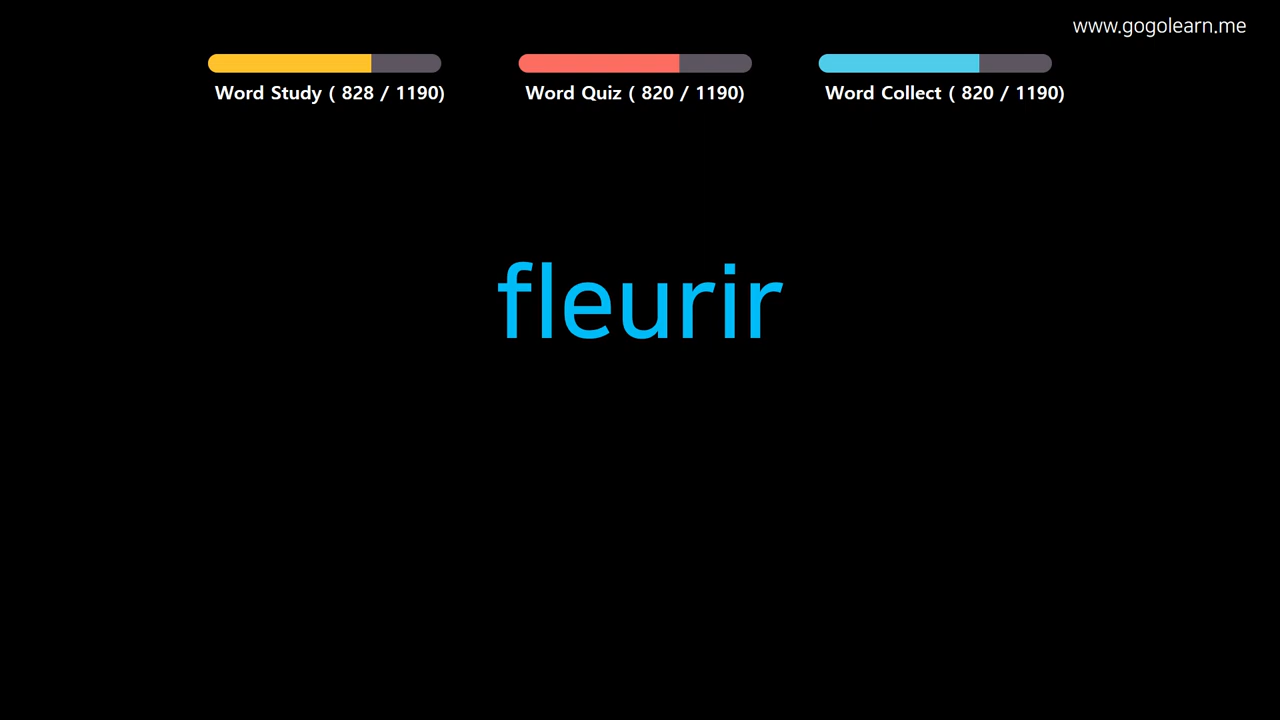 www.gogolearn.me
Word Study ( 828 / 1190)
Word Quiz ( 820 / 1190)
Word Collect ( 820 / 1190)
fleurir